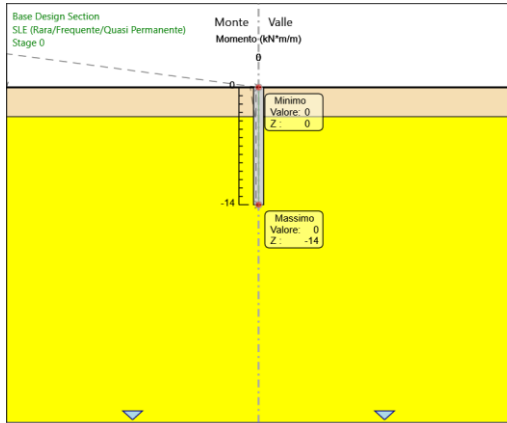 Base Design Section
SLE (Rara/Frequente/Quasi Permanente)
Stage 0
Monte
Valle
Momento (kN*m/m)
0
0
Minimo
Valore: 0
Z : 0
-14
Massimo
Valore: 0
Z : -14